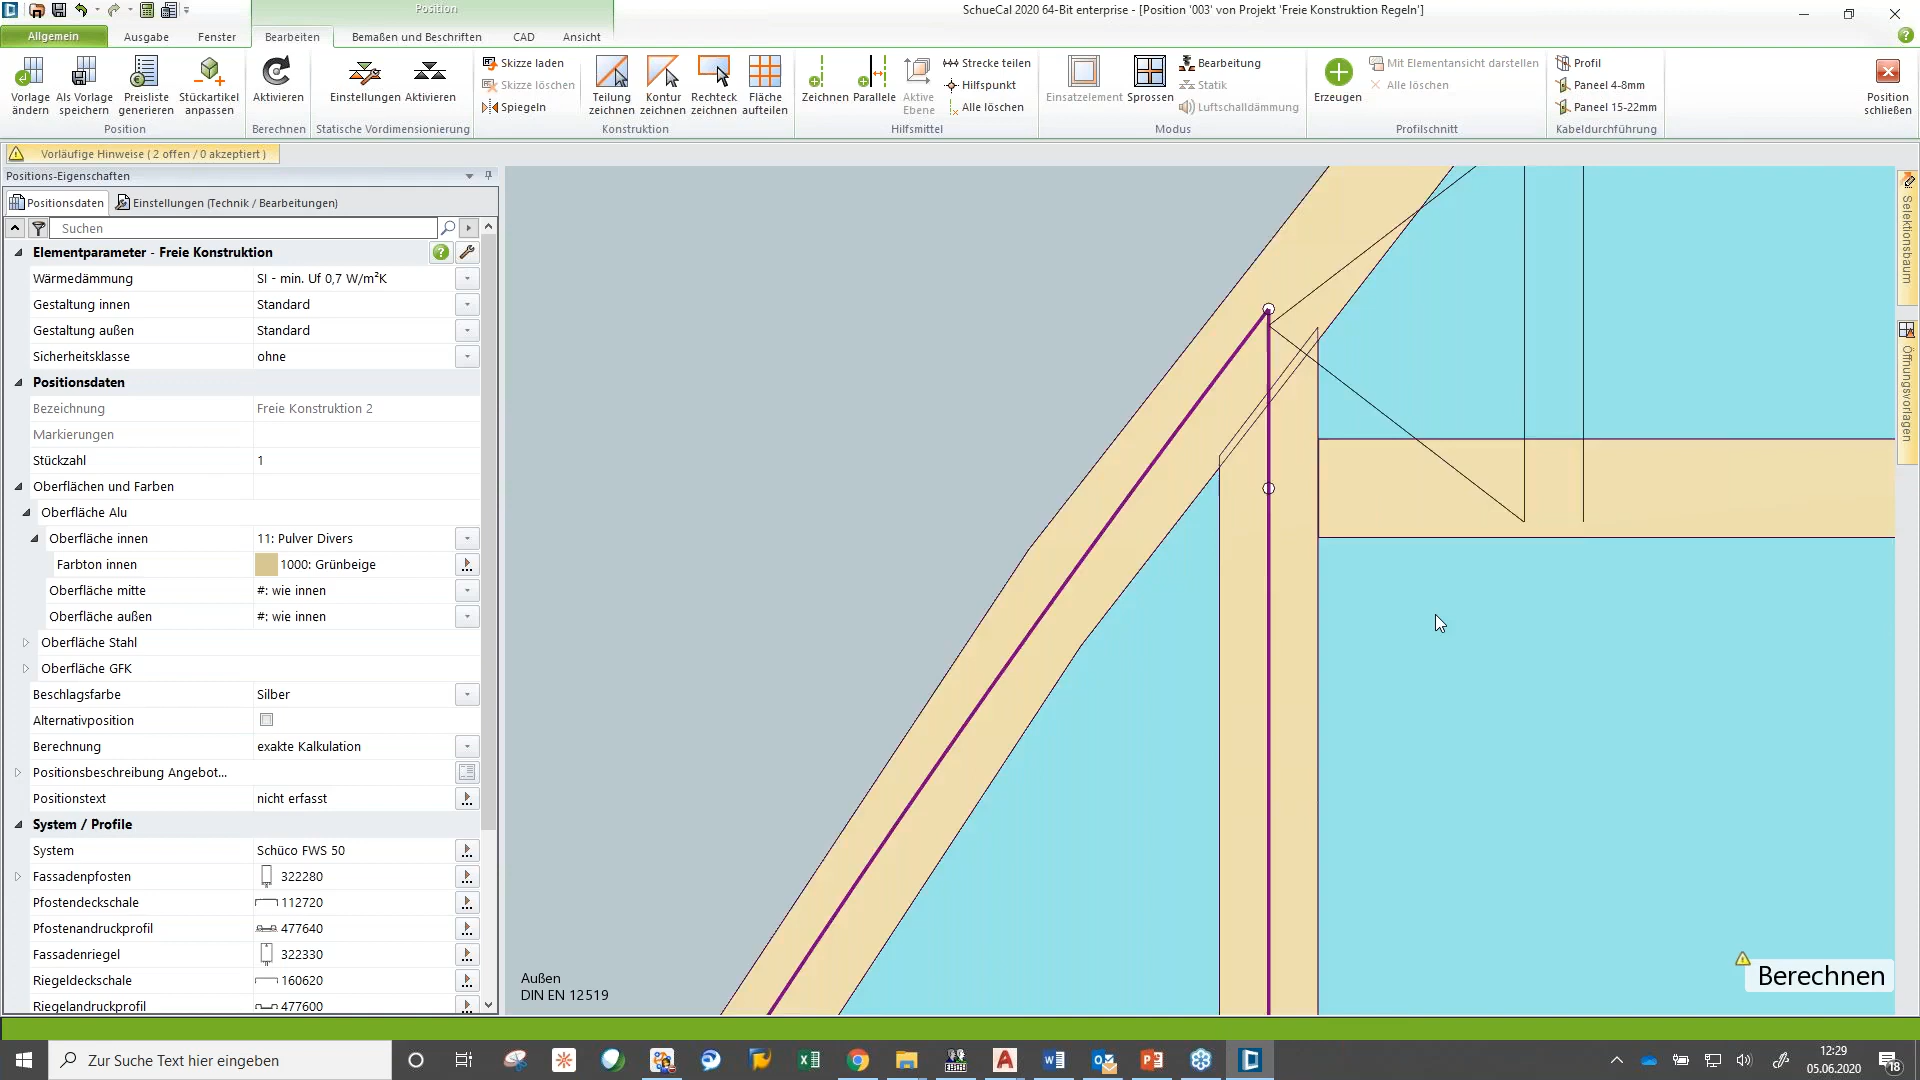 Position
SchueCal 2020 64-Bit enterprise - [Position '003' von Projekt 'Freie Konstruktion Regeln']
Allgemein
Ausgabe
Fenster
Bearbeiten
Bemaßen und Beschriften
CAD
Ansicht
Vorlage ändern
Als Vorlage speichern
Preisliste generieren
Stückartikel anpassen
Position
Aktivieren
Berechnen
Einstellungen
Aktivieren
Statische Vordimensionierung
Skizze laden
Skizze löschen
Spiegeln
Teilung zeichnen
Kontur zeichnen
Rechteck zeichnen
Fläche aufteilen
Konstruktion
Zeichnen
Parallele
Aktive Ebene
Strecke teilen
Hilfspunkt
Alle löschen
Hilfsmittel
Einsatzelement
Sprossen
Bearbeitung
Statik
Luftschalldämmung
Modus
Erzeugen
Mit Elementansicht darstellen
Alle löschen
Profilschnitt
Profil
Paneel 4-8mm
Paneel 15-22mm
Kabeldurchführung
Position schließen
Vorläufige Hinweise ( 2 offen / 0 akzeptiert )
Positions-Eigenschaften
Positionsdaten
Einstellungen (Technik / Bearbeitungen)
Suchen
Elementparameter - Freie Konstruktion
Wärmedämmung SI - min. Uf 0,7 W/m²K
Gestaltung innen Standard
Gestaltung außen Standard
Sicherheitsklasse ohne
Positionsdaten
Bezeichnung Freie Konstruktion 2
Markierungen
Stückzahl 1
Oberflächen und Farben
Oberfläche Alu
Oberfläche innen 11: Pulver Divers
Farbton innen 1000: Grünbeige
Oberfläche mitte #: wie innen
Oberfläche außen #: wie innen
Oberfläche Stahl
Oberfläche GFK
Beschlagsfarbe Silber
Alternativposition
Berechnung exakte Kalkulation
Positionsbeschreibung Angebot...
Positionstext nicht erfasst
System / Profile
System Schüco FWS 50
Fassadenpfosten 322280
Pfostendeckschale 112720
Pfostenandruckprofil 477640
Fassadenriegel 322330
Riegeldeckschale 160620
Riegelandruckprofil 477600
Außen
DIN EN 12519
Selektionsbaum
Öffnungsvorlagen
Berechnen
Zur Suche Text hier eingeben
12:29
05.06.2020
18